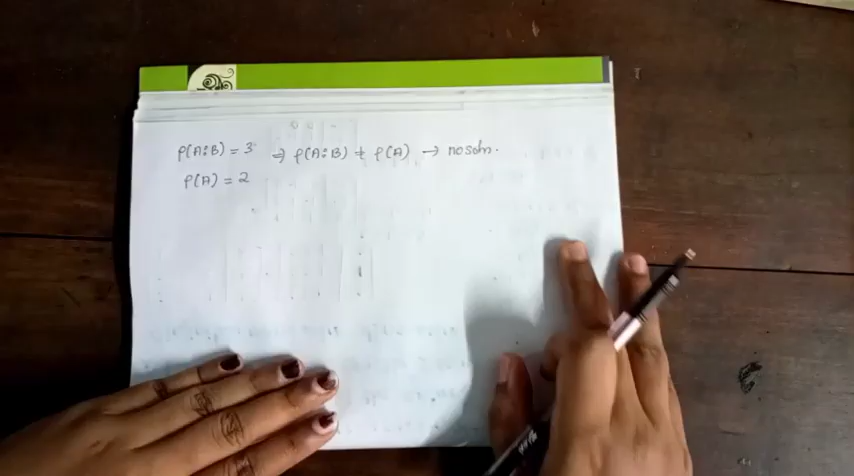 ρ(A:B) = 3 ⇒ ρ(A:B) ≠ ρ(A) → no soln.
ρ(A) = 2